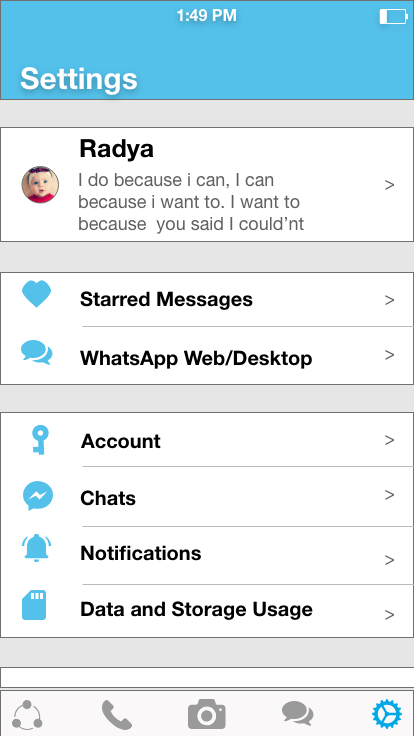 1:49 PM
Settings
Radya
I do because i can, I can
because i want to. I want to
because  you said I could’nt
>
Starred Messages >
WhatsApp Web/Desktop >
Account >
Chats >
Notifications >
Data and Storage Usage >